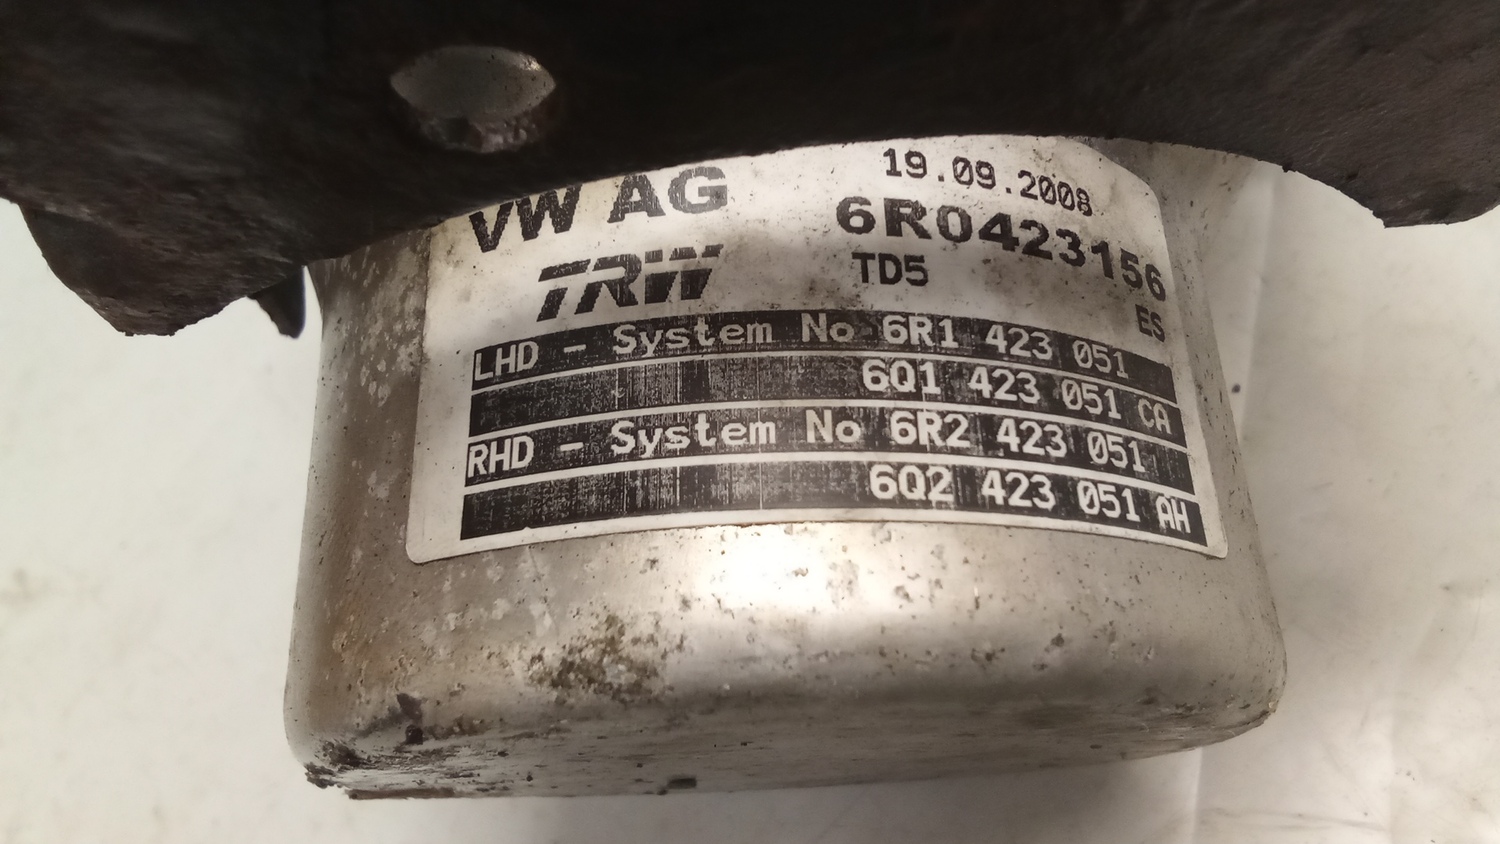 19.09.2008
VW AG 6R0423156
TRW TD5 ES
LHD - System No 6R1 423 051
6Q1 423 051 CA
RHD - System No 6R2 423 051
6Q2 423 051 AH